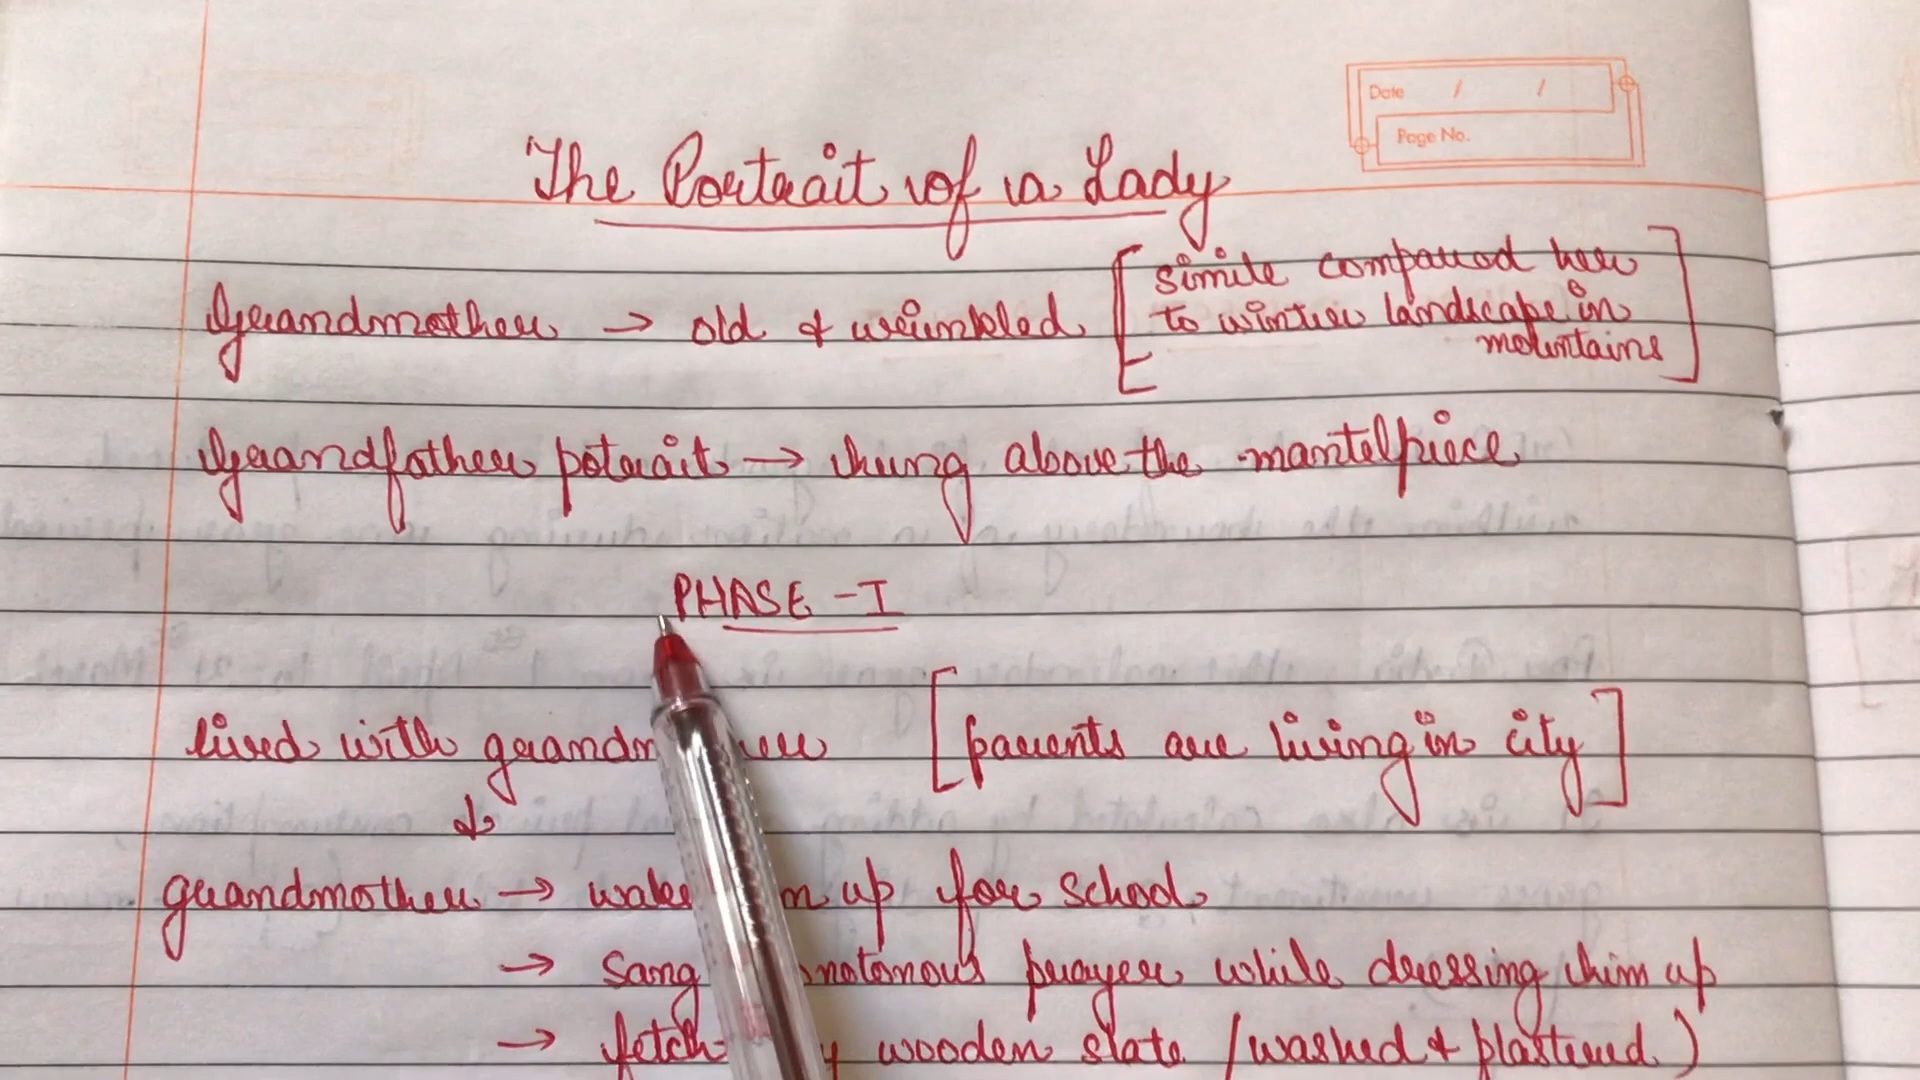 Date / /
Page No.
The Portrait of a Lady
Grandmother → old & wrinkled [simile compared her
to winter landscape in
mountains]
Grandfather potrait → hung above the mantelpiece
PHASE - I
lived with [parents are living in city]
↓
grandmother → up for school
→ Sang prayer while dressing him up
→ wooden slate (washed & plastered)